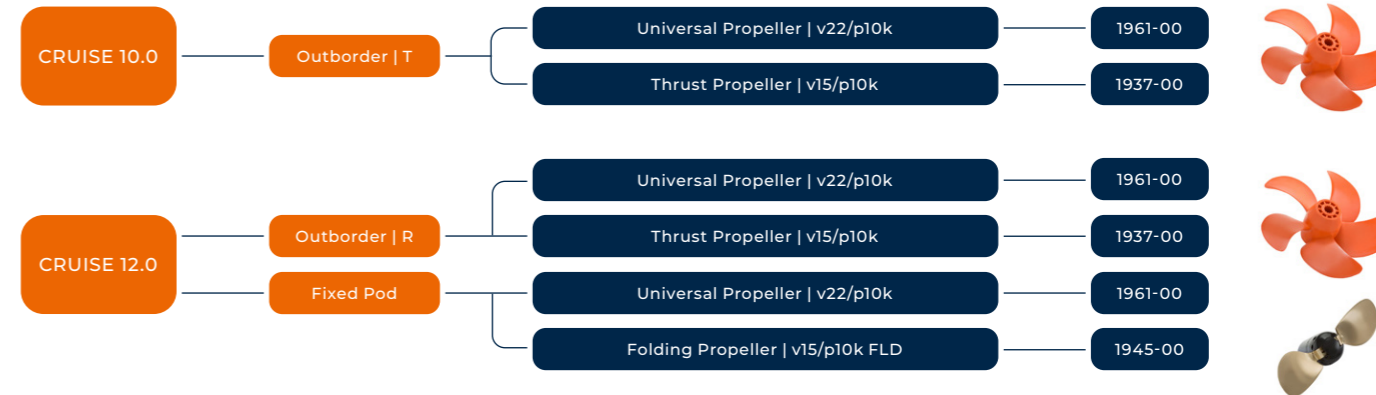 CRUISE 10.0
Outborder | T
Universal Propeller | v22/p10k
1961-00
Thrust Propeller | v15/p10k
1937-00
CRUISE 12.0
Outborder | R
Universal Propeller | v22/p10k
1961-00
Thrust Propeller | v15/p10k
1937-00
Fixed Pod
Universal Propeller | v22/p10k
1961-00
Folding Propeller | v15/p10k FLD
1945-00